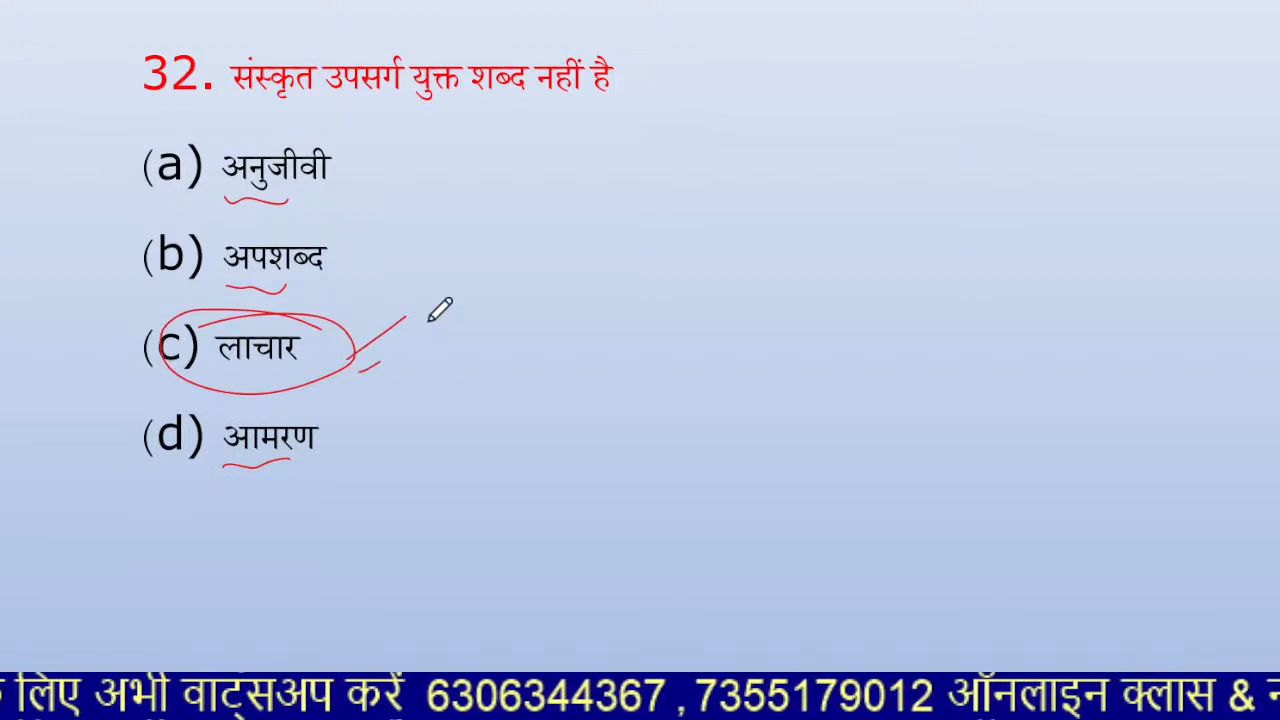 32. संस्कृत उपसर्ग युक्त शब्द नहीं है
(a) अनुजीवी
(b) अपशब्द
(c) लाचार
(d) आमरण
लिए अभी वाट्सअप करें 6306344367 , 7355179012 ऑनलाइन क्लास &